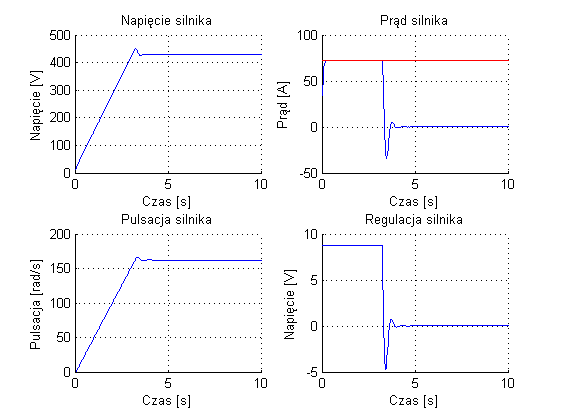 Napięcie silnika
500
400
300
200
100
0
0 5 10
Napięcie [V]
Czas [s]
Prąd silnika
100
50
0
-50
0 5 10
Prąd [A]
Czas [s]
Pulsacja silnika
200
150
100
50
0
0 5 10
Pulsacja [rad/s]
Czas [s]
Regulacja silnika
10
5
0
-5
0 5 10
Napięcie [V]
Czas [s]